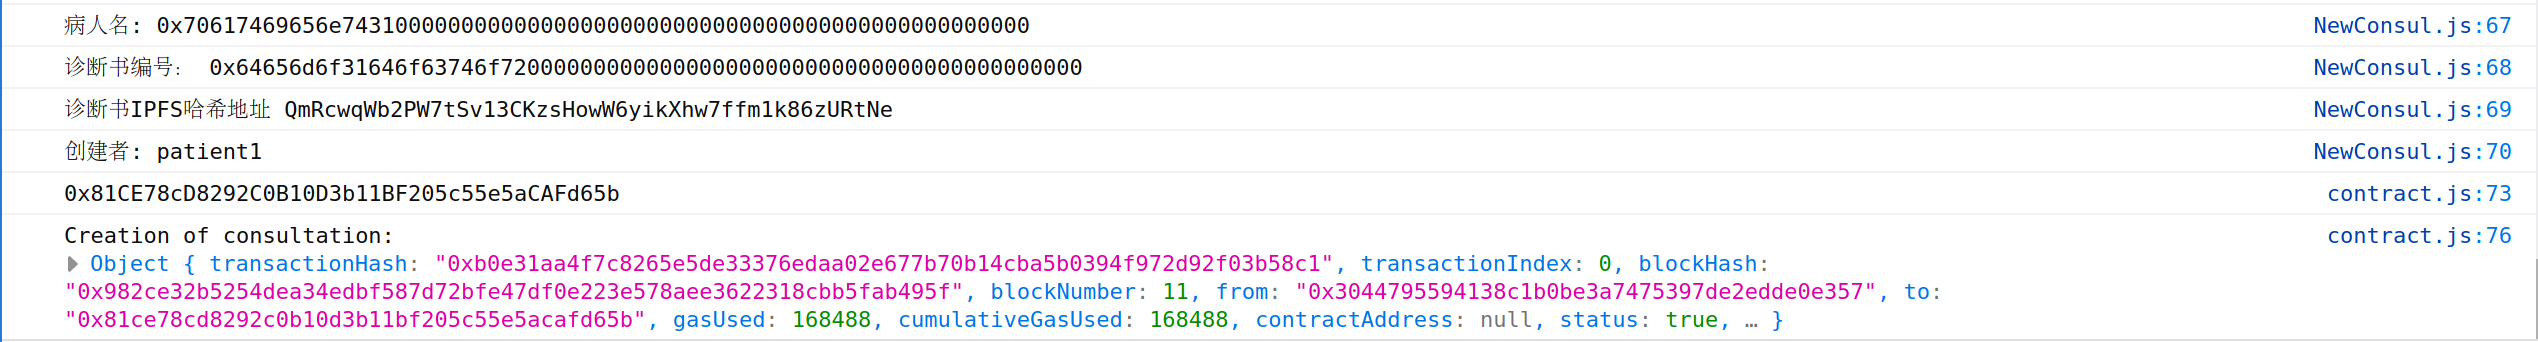 病人名: 0x70617469656e7431000000000000000000000000000000000000000000000000 NewConsul.js:67
诊断书编号: 0x64656d6f31646f63746f72000000000000000000000000000000000000000000 NewConsul.js:68
诊断书IPFS哈希地址 QmRcwqWb2PW7tSv13CKzsHowW6yikXhw7ffm1k86zURtNe NewConsul.js:69
创建者: patient1 NewConsul.js:70
0x81CE78cD8292C0B10D3b11BF205c55e5aCAFd65b contract.js:73
Creation of consultation: contract.js:76
Object { transactionHash: "0xb0e31aa4f7c8265e5de33376edaa02e677b70b14cba5b0394f972d92f03b58c1", transactionIndex: 0, blockHash:
"0x982ce32b5254dea34edbf587d72bfe47df0e223e578aee3622318cbb5fab495f", blockNumber: 11, from: "0x3044795594138c1b0be3a7475397de2edde0e357", to:
"0x81ce78cd8292c0b10d3b11bf205c55e5acafd65b", gasUsed: 168488, cumulativeGasUsed: 168488, contractAddress: null, status: true, … }